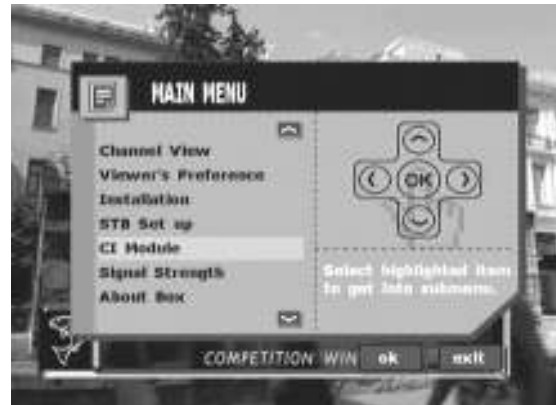 MAIN MENU
Channel View
Viewer's Preference
Installation
STB Set up
CI Module
Signal Strength
About Box
OK
Select highlighted item
to get into submenu.
COMPETITION WIN
ok
exit